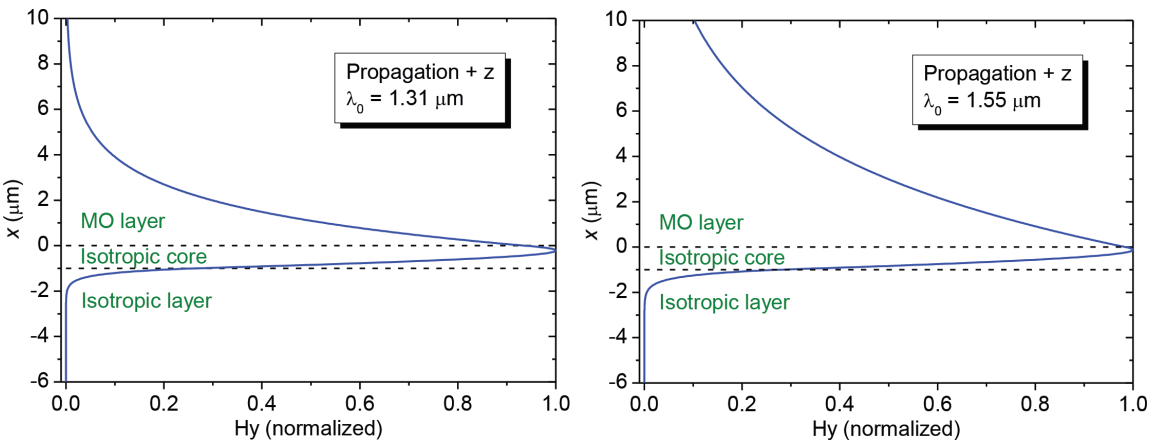 10
8
6
4
2
0
-2
-4
-6
x (μm)
Propagation + z
λ0 = 1.31 μm
MO layer
Isotropic core
Isotropic layer
0.0 0.2 0.4 0.6 0.8 1.0
Hy (normalized)
10
8
6
4
2
0
-2
-4
-6
x (μm)
Propagation + z
λ0 = 1.55 μm
MO layer
Isotropic core
Isotropic layer
0.0 0.2 0.4 0.6 0.8 1.0
Hy (normalized)